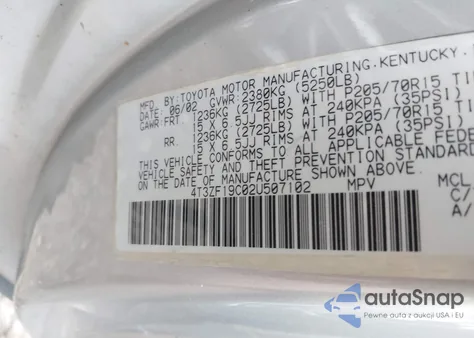 MFD. BY:TOYOTA MOTOR MANUFACTURING.KENTUCKY.
DATE: 06/02 GVWR: 2380KG (5250LB)
GAWR:FRT. 1236KG (2725LB) WITH P205/70R15
15 X 6.5JJ RIMS AT 240KPA (35PSI)
RR. 1236KG (2725LB) WITH P205/70R15
15 X 6.5JJ RIMS AT 240KPA (35PSI)
THIS VEHICLE CONFORMS TO ALL APPLICABLE FEDE
VEHICLE SAFETY AND THEFT PREVENTION STANDARD
ON THE DATE OF MANUFACTURE SHOWN ABOVE.
4T3ZF19C02U507102 MPV
MCL
C/
A/
autoSnap
Pewne auta z aukcji USA i EU